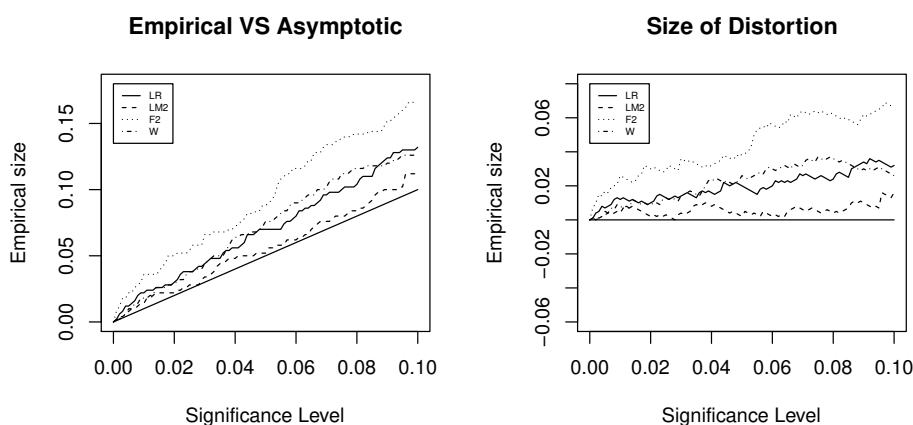 Empirical VS Asymptotic
LR
LM2
F2
W
Empirical size
0.00
0.05
0.10
0.15
0.00 0.02 0.04 0.06 0.08 0.10
Significance Level
Size of Distortion
LR
LM2
F2
W
Empirical size
−0.06
−0.02
0.02
0.06
0.00 0.02 0.04 0.06 0.08 0.10
Significance Level